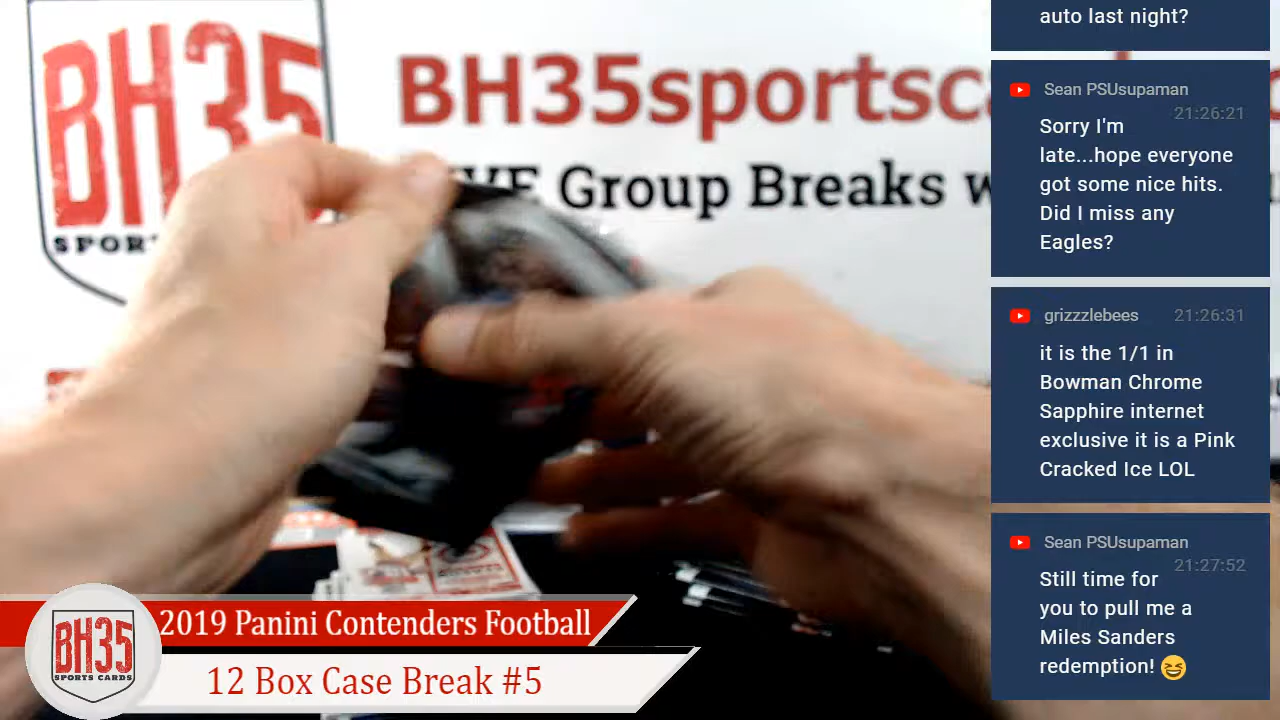 BH35
SPORT
BH35sportsca
LIVE Group Breaks w
auto last night?
Sean PSUsupaman
21:26:21
Sorry I'm
late...hope everyone
got some nice hits.
Did I miss any
Eagles?
grizzzlebees 21:26:31
it is the 1/1 in
Bowman Chrome
Sapphire internet
exclusive it is a Pink
Cracked Ice LOL
Sean PSUsupaman
21:27:52
Still time for
you to pull me a
Miles Sanders
redemption! 😆
BH35
SPORTS CARDS
2019 Panini Contenders Football
12 Box Case Break #5